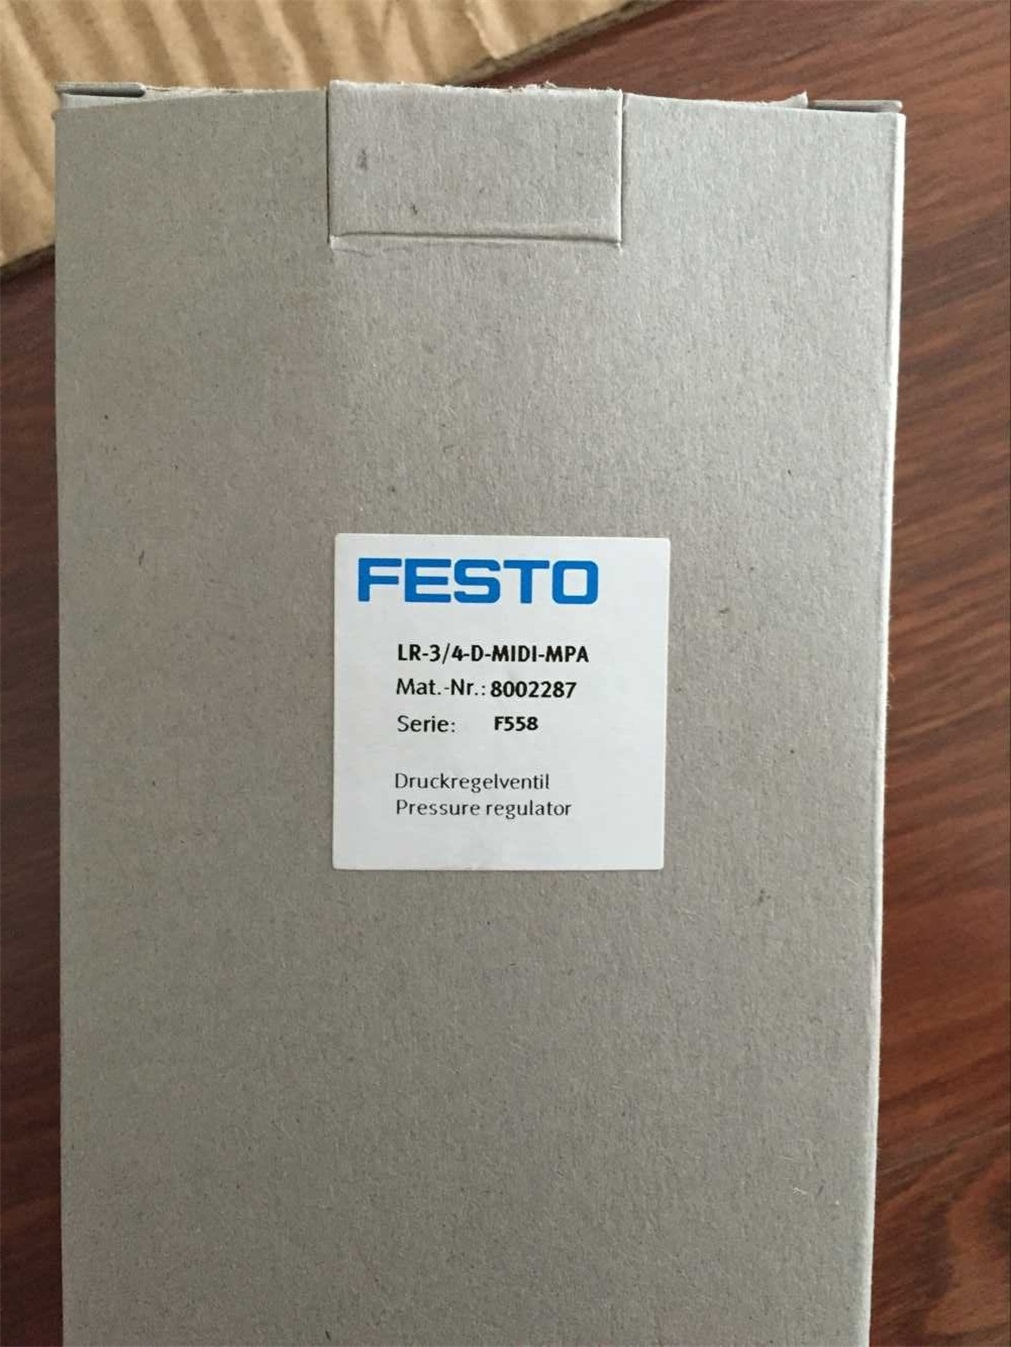 FESTO
LR-3/4-D-MIDI-MPA
Mat.-Nr.: 8002287
Serie: F558
Druckregelventil
Pressure regulator